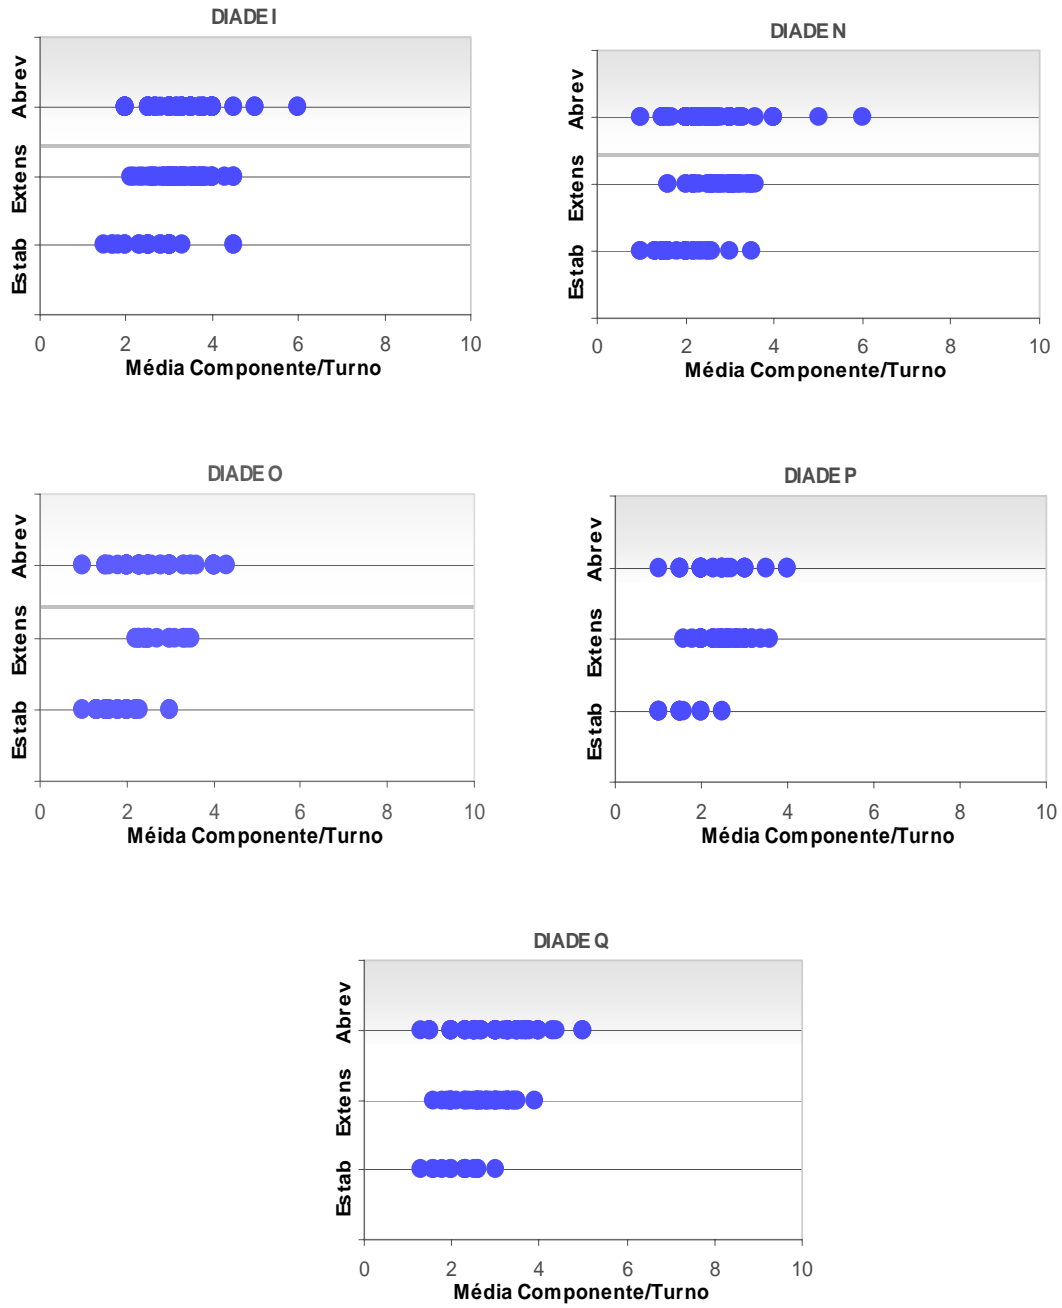 DIADE I
Abrev
Extens
Estab
0 2 4 6 8 10
Média Componente/Turno
DIADE N
Abrev
Extens
Estab
0 2 4 6 8 10
Média Componente/Turno
DIADE O
Abrev
Extens
Estab
0 2 4 6 8 10
Méida Componente/Turno
DIADE P
Abrev
Extens
Estab
0 2 4 6 8 10
Média Componente/Turno
DIADE Q
Abrev
Extens
Estab
0 2 4 6 8 10
Média Componente/Turno